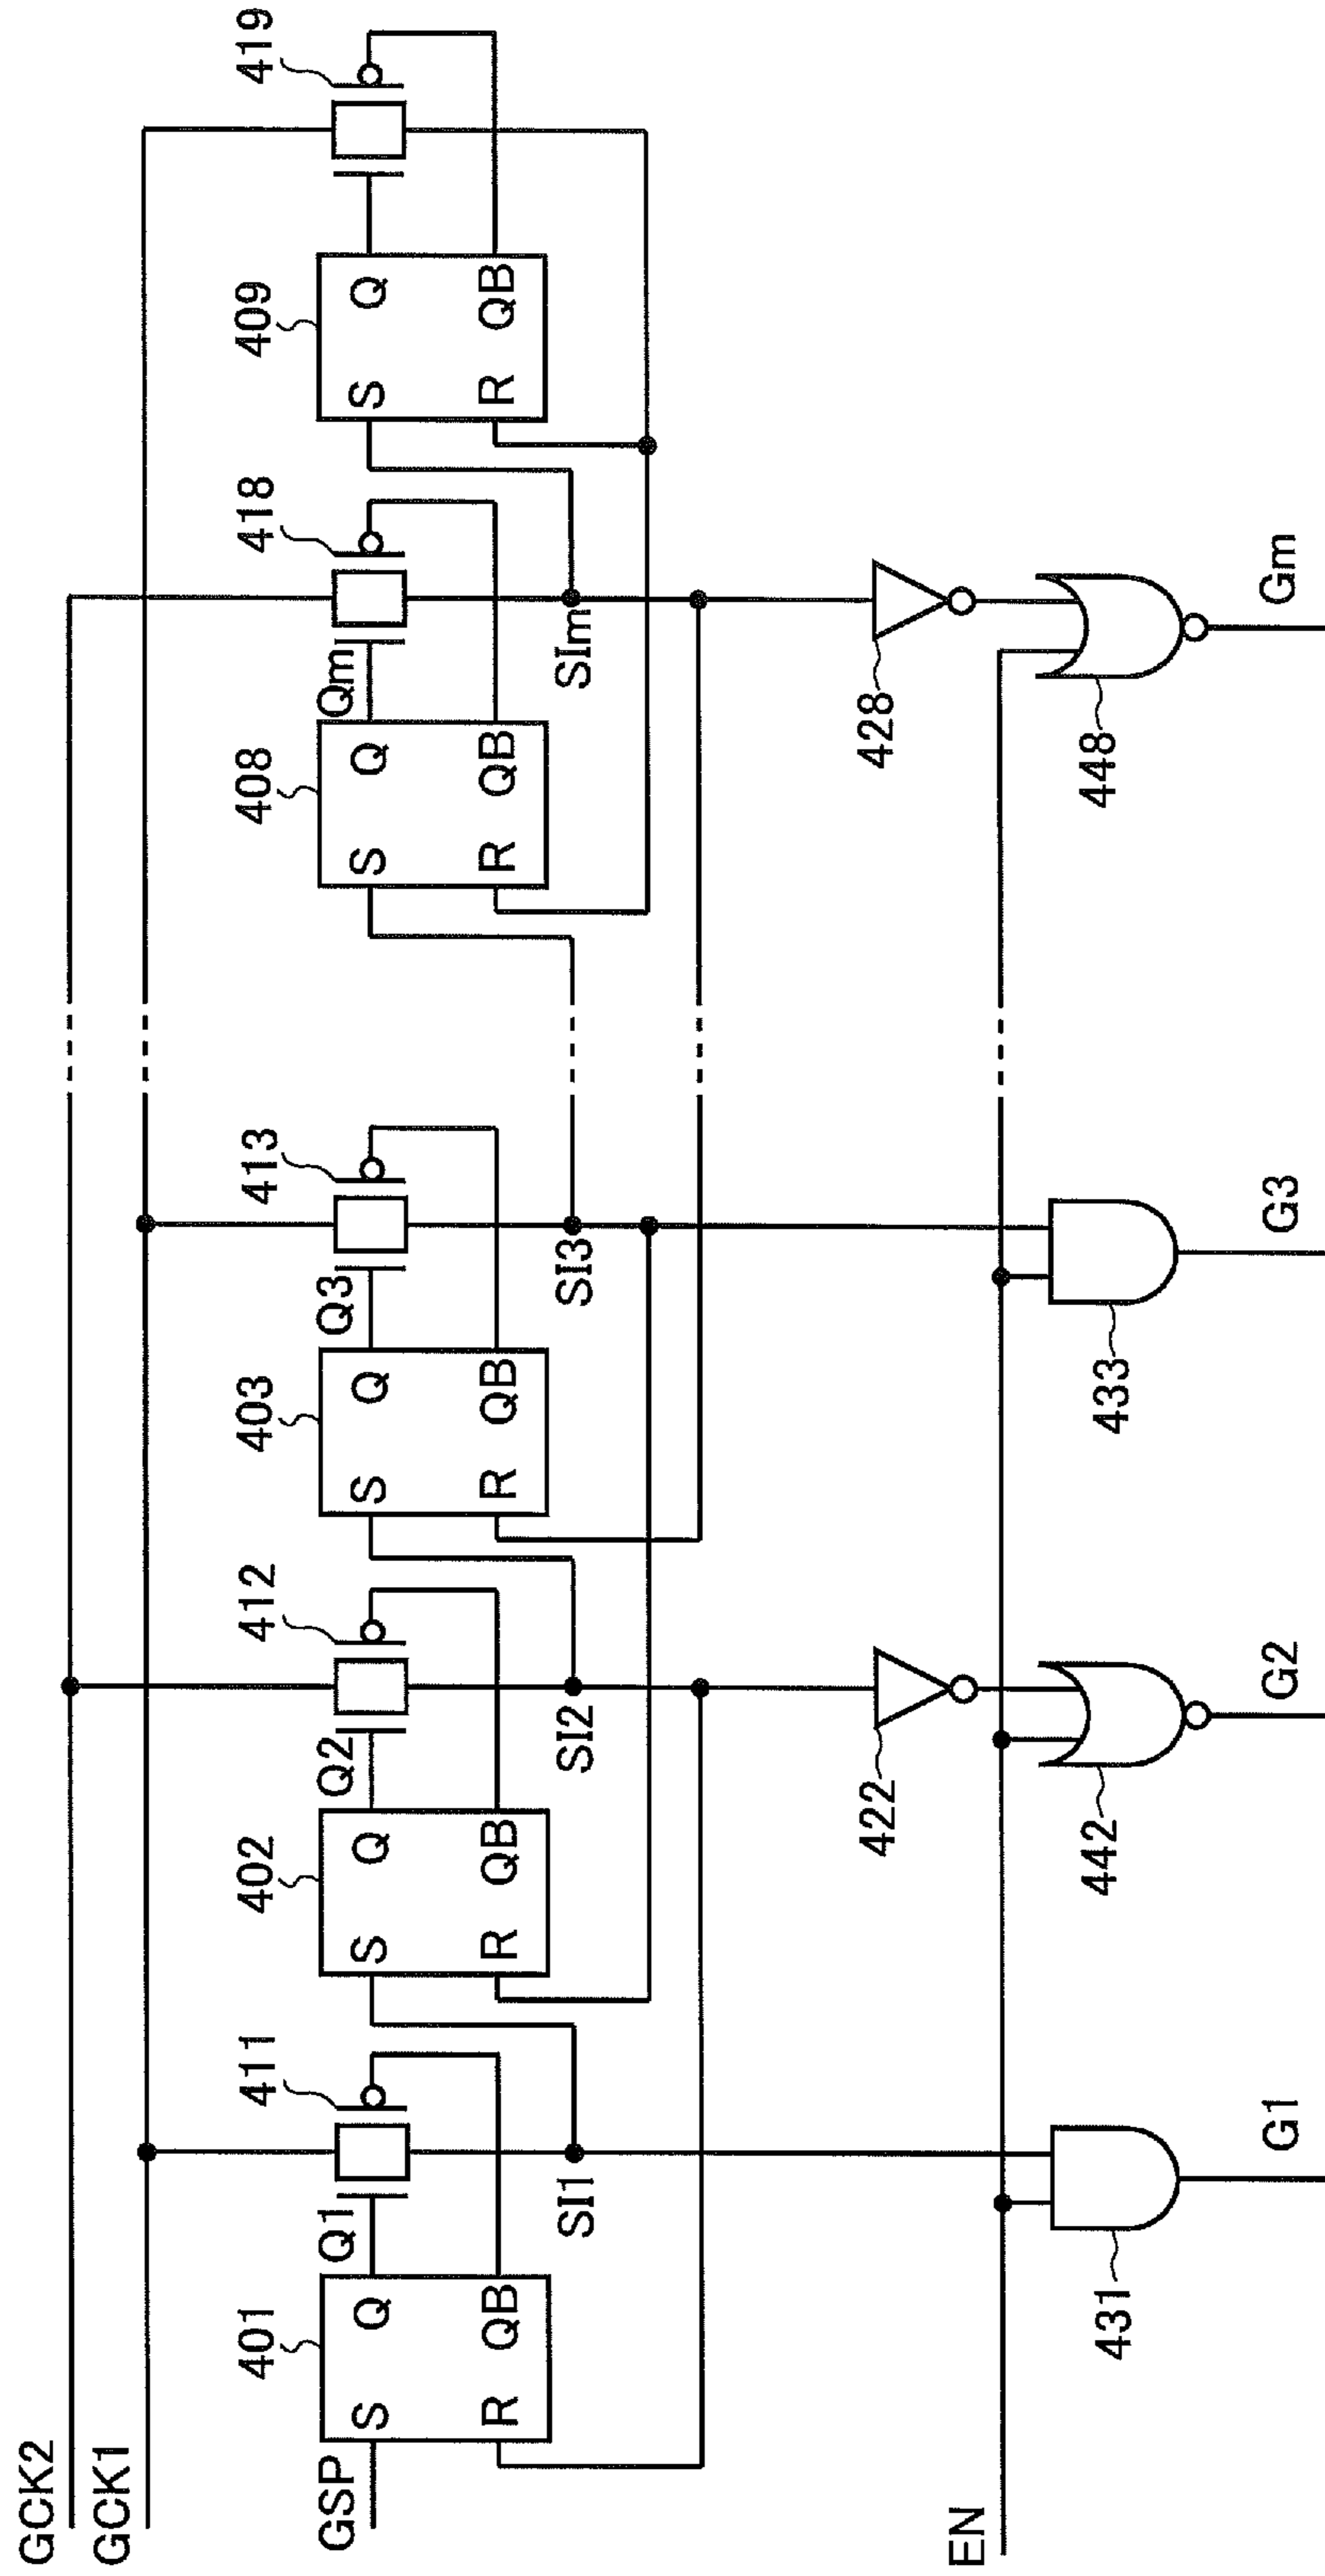 GCK2
GCK1
GSP
401
S
Q
R
QB
Q1
411
SI1
402
S
Q
R
QB
Q2
412
SI2
403
S
Q
R
QB
Q3
413
SI3
408
S
Q
R
QB
Qm
418
SIm
409
S
Q
R
QB
419
EN
431
G1
422
442
G2
433
G3
428
448
Gm